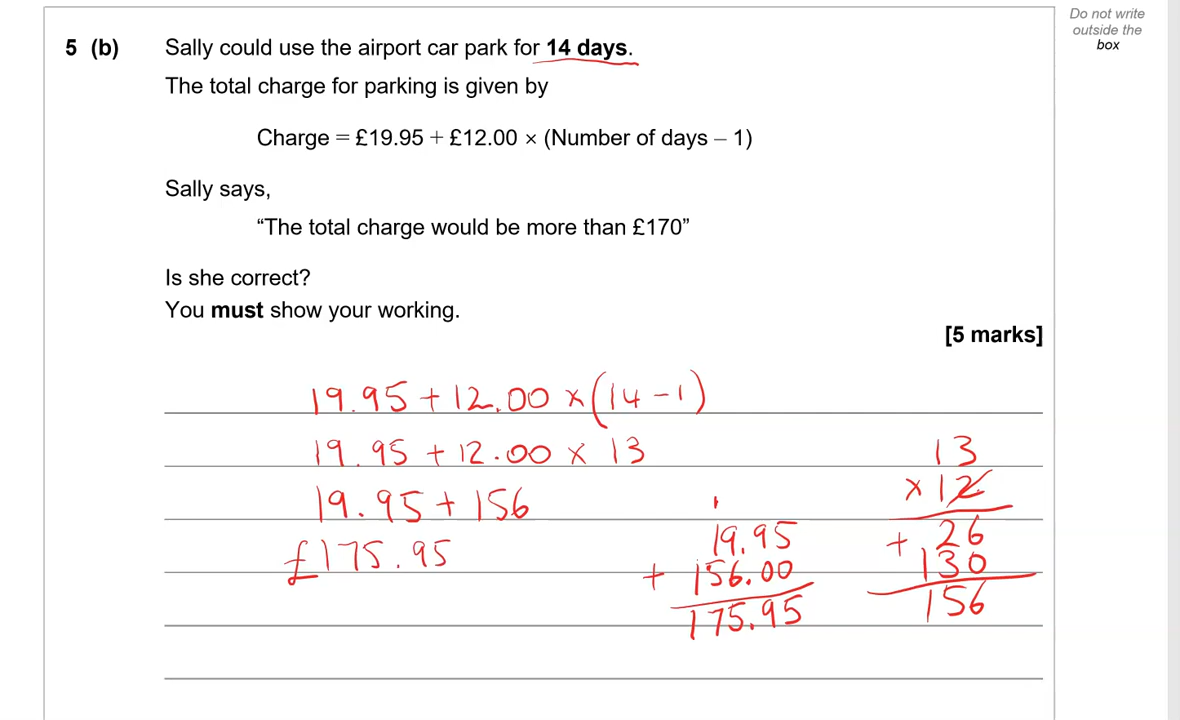 Do not write
outside the
box
5 (b) Sally could use the airport car park for 14 days.
The total charge for parking is given by
Charge = £19.95 + £12.00 × (Number of days – 1)
Sally says,
“The total charge would be more than £170”
Is she correct?
You must show your working.
[5 marks]
19.95 + 12.00 × (14 – 1)
19.95 + 12.00 × 13
19.95 + 156
£175.95
1
19.95
+ 156.00
175.95
13
× 12
+ 26
130
156